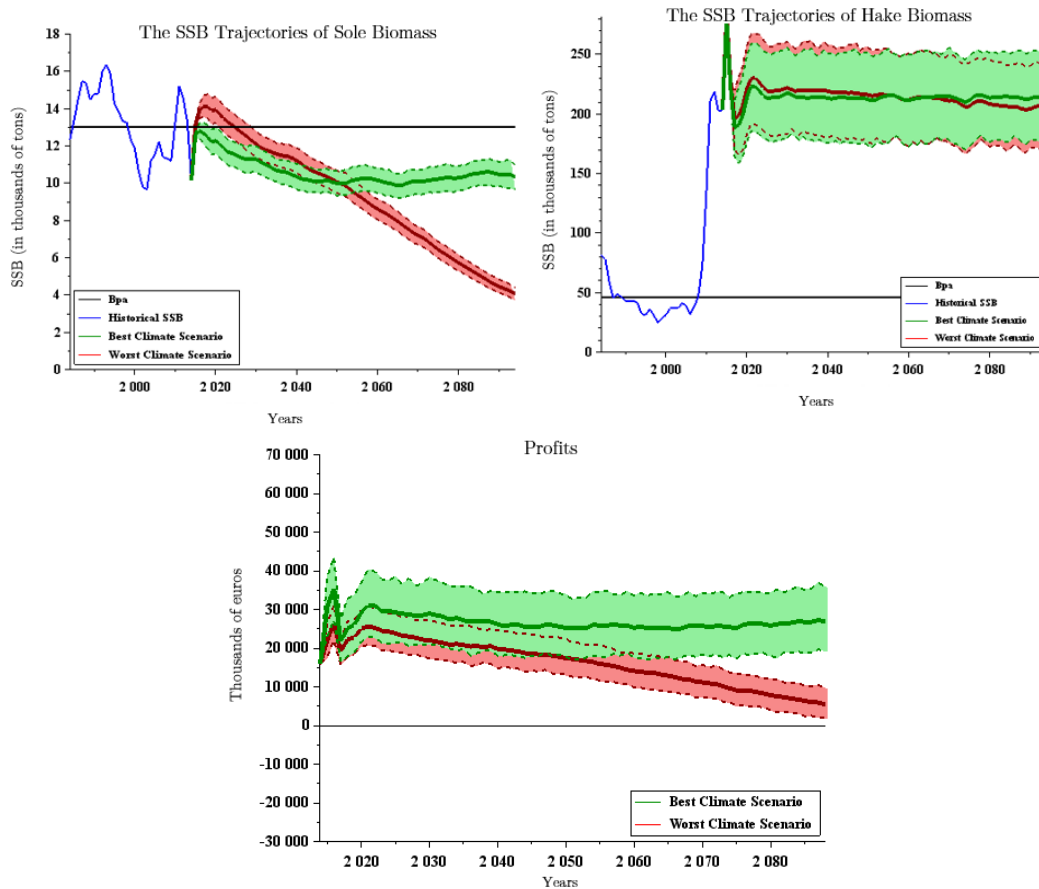 The SSB Trajectories of Sole Biomass
SSB (in thousands of tons)
18
16
14
12
10
8
6
4
2
0
Bpa
Historical SSB
Best Climate Scenario
Worst Climate Scenario
2 000
2 020
2 040
2 060
2 080
Years
The SSB Trajectories of Hake Biomass
SSB (in thousands of tons)
250
200
150
100
50
0
Bpa
Historical SSB
Best Climate Scenario
Worst Climate Scenario
2 000
2 020
2 040
2 060
2 080
Years
Profits
Thousands of euros
70 000
60 000
50 000
40 000
30 000
20 000
10 000
0
-10 000
-20 000
-30 000
Best Climate Scenario
Worst Climate Scenario
2 020
2 030
2 040
2 050
2 060
2 070
2 080
Years